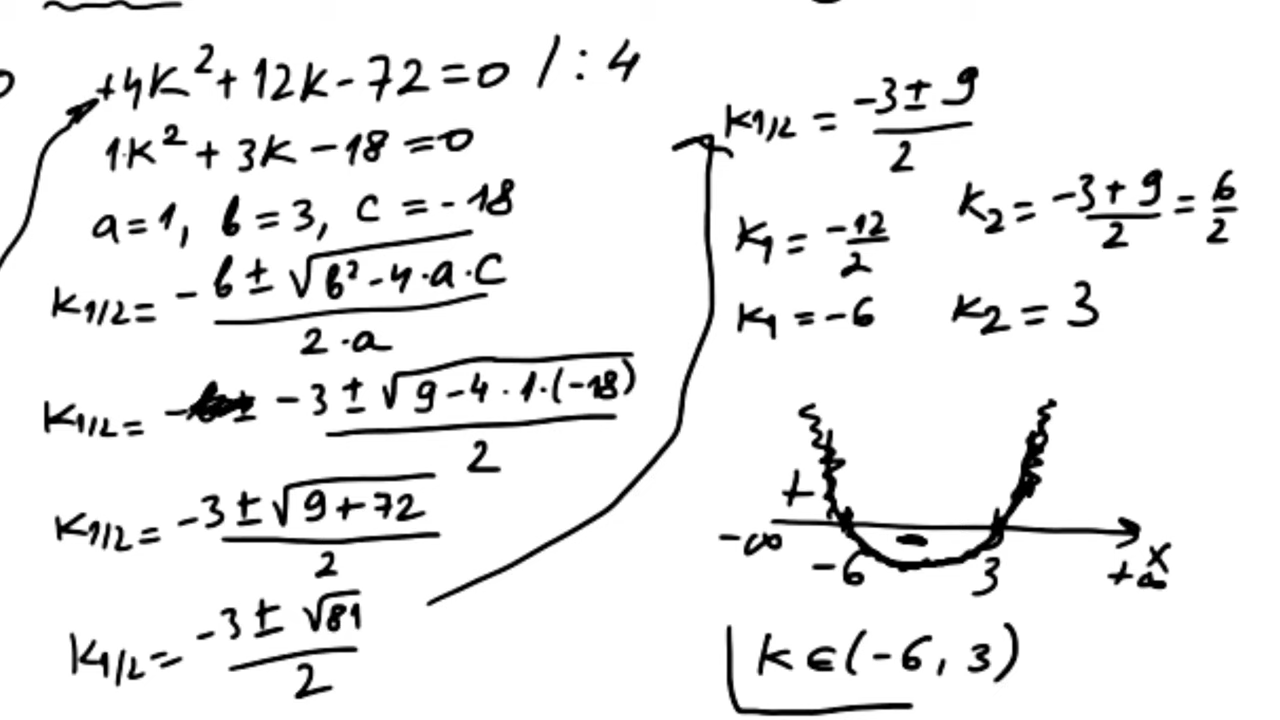 +4K² + 12K - 72 = 0 / : 4
1·K² + 3K - 18 = 0
a = 1, b = 3, c = -18
K1/2 = (-b ± √(b² - 4·a·c)) / (2·a)
K1/2 = (-3 ± √(9 - 4·1·(-18))) / 2
K1/2 = (-3 ± √(9 + 72)) / 2
K1/2 = (-3 ± √81) / 2
K1/2 = (-3 ± 9) / 2
K1 = -12/2
K2 = (-3 + 9)/2 = 6/2
K1 = -6
K2 = 3
+
-
-∞ -6 3 x +∞
K ∈ (-6, 3)